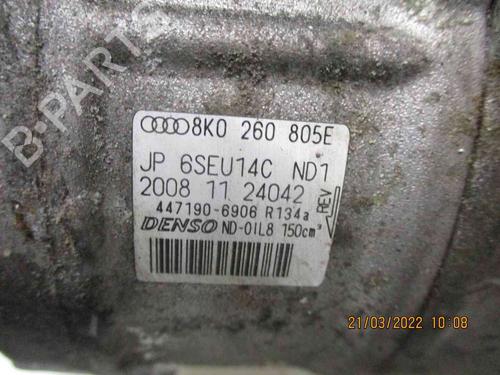 8K0 260 805E
JP 6SEU14C ND1
2008 11 24042
447190-6906 R134a
REV
DENSO ND-OIL8 150cm³
21/03/2022 10:08
B-PARTS